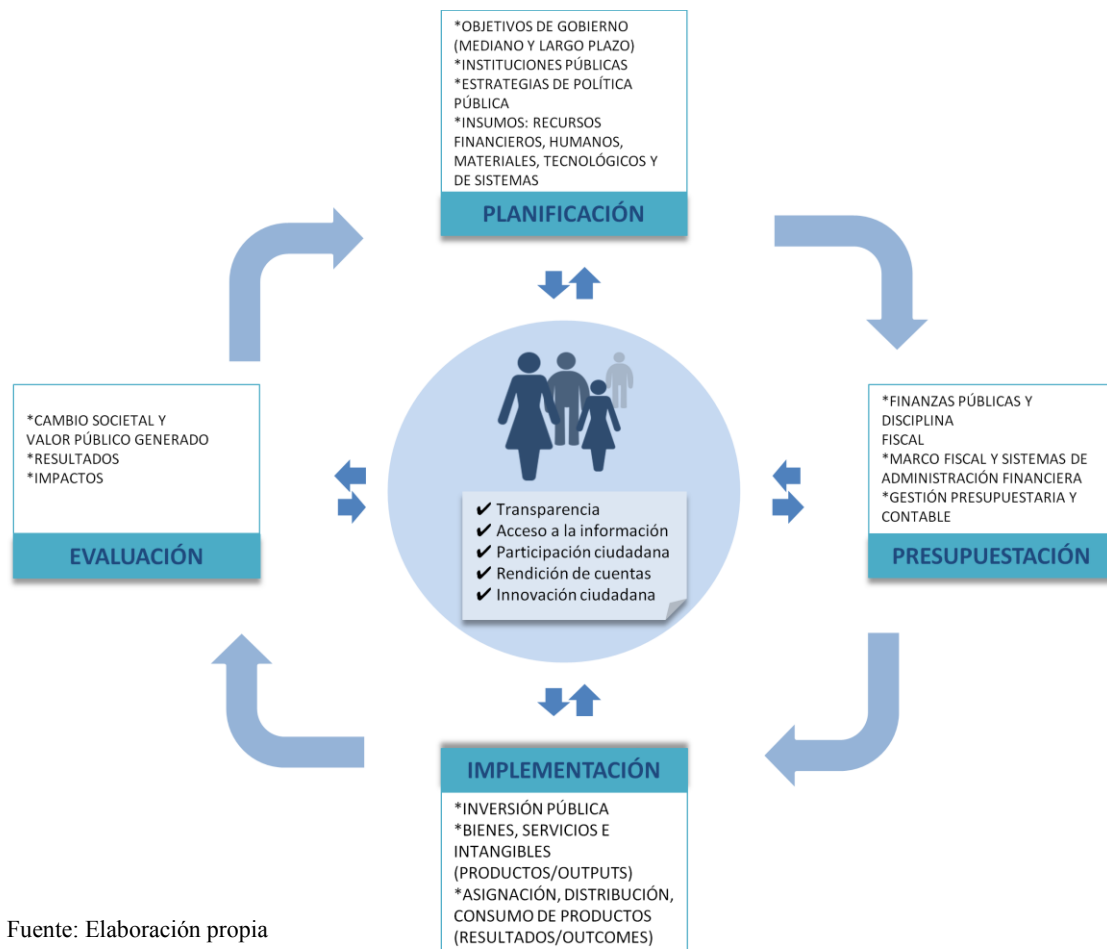 *OBJETIVOS DE GOBIERNO
(MEDIANO Y LARGO PLAZO)
*INSTITUCIONES PÚBLICAS
*ESTRATEGIAS DE POLÍTICA
PÚBLICA
*INSUMOS: RECURSOS
FINANCIEROS, HUMANOS,
MATERIALES, TECNOLÓGICOS Y
DE SISTEMAS
PLANIFICACIÓN
*CAMBIO SOCIETAL Y
VALOR PÚBLICO GENERADO
*RESULTADOS
*IMPACTOS
EVALUACIÓN
✔ Transparencia
✔ Acceso a la información
✔ Participación ciudadana
✔ Rendición de cuentas
✔ Innovación ciudadana
*FINANZAS PÚBLICAS Y
DISCIPLINA
FISCAL
*MARCO FISCAL Y SISTEMAS DE
ADMINISTRACIÓN FINANCIERA
*GESTIÓN PRESUPUESTARIA Y
CONTABLE
PRESUPUESTACIÓN
IMPLEMENTACIÓN
*INVERSIÓN PÚBLICA
*BIENES, SERVICIOS E
INTANGIBLES
(PRODUCTOS/OUTPUTS)
*ASIGNACIÓN, DISTRIBUCIÓN,
CONSUMO DE PRODUCTOS
(RESULTADOS/OUTCOMES)
Fuente: Elaboración propia